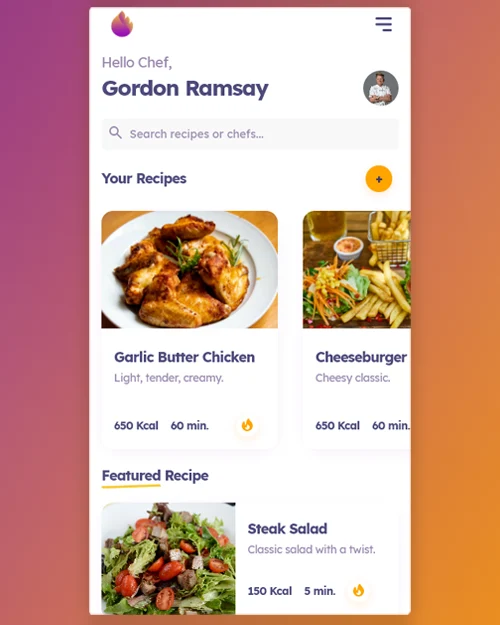 Hello Chef,
Gordon Ramsay
Search recipes or chefs...
Your Recipes
+
Garlic Butter Chicken
Light, tender, creamy.
650 Kcal 60 min.
Cheeseburger
Cheesy classic.
650 Kcal 60 min.
Featured Recipe
Steak Salad
Classic salad with a twist.
150 Kcal 5 min.